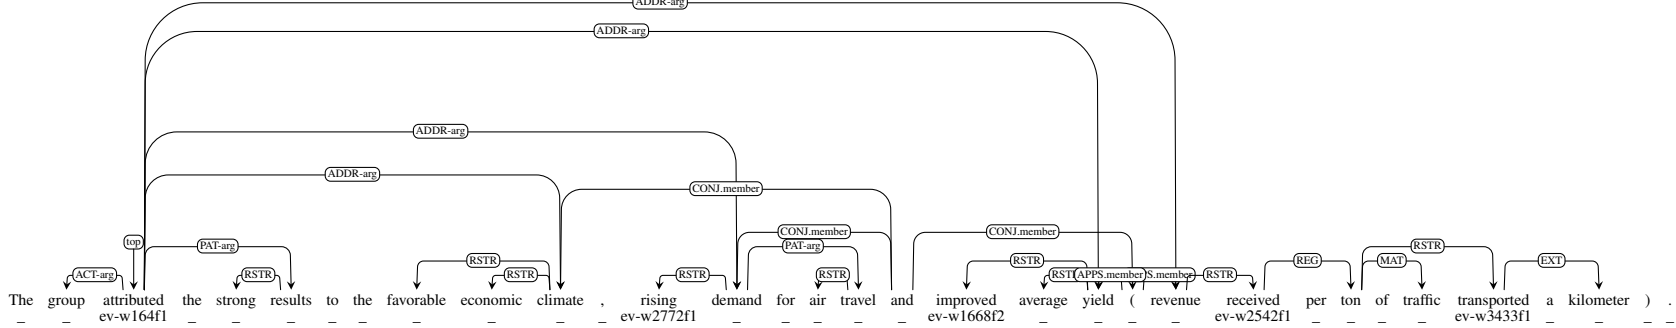 ADDR-arg
ADDR-arg
ADDR-arg
ADDR-arg
CONJ.member
CONJ.member CONJ.member
top PAT-arg PAT-arg RSTR
RSTR RSTR REG MAT EXT
ACT-arg RSTR RSTR RSTR RSTR APPS.member RSTR
The group attributed the strong results to the favorable economic climate , rising demand for air travel and improved average yield ( revenue received per ton of traffic transported a kilometer ) .
ev-w164f1 ev-w2772f1 ev-w1668f2 ev-w2542f1 ev-w3433f1